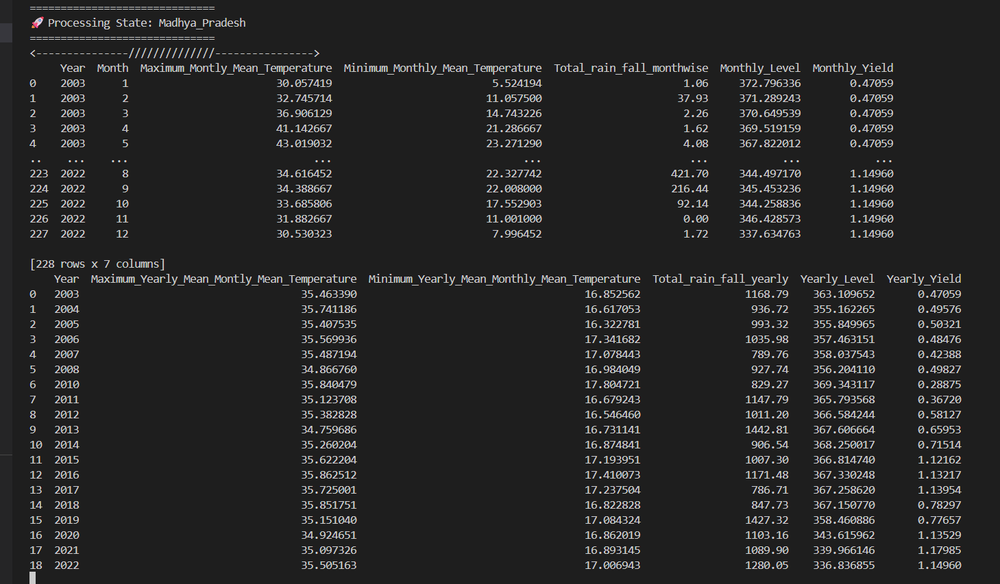 ==============================
🚀 Processing State: Madhya_Pradesh
==============================
<---------------//////////////---------------->
Year Month Maximum_Montly_Mean_Temperature Minimum_Monthly_Mean_Temperature Total_rain_fall_monthwise Monthly_Level Monthly_Yield
0 2003 1 30.057419 5.524194 1.06 372.796336 0.47059
1 2003 2 32.745714 11.057500 37.93 371.289243 0.47059
2 2003 3 36.906129 14.743226 2.26 370.649539 0.47059
3 2003 4 41.142667 21.286667 1.62 369.519159 0.47059
4 2003 5 43.019032 23.271290 4.08 367.822012 0.47059
.. ... ... ... ... ... ... ...
223 2022 8 34.616452 22.327742 421.70 344.497170 1.14960
224 2022 9 34.388667 22.008000 216.44 345.453236 1.14960
225 2022 10 33.685806 17.552903 92.14 344.258836 1.14960
226 2022 11 31.882667 11.001000 0.00 346.428573 1.14960
227 2022 12 30.530323 7.996452 1.72 337.634763 1.14960
[228 rows x 7 columns]
Year Maximum_Yearly_Mean_Montly_Mean_Temperature Minimum_Yearly_Mean_Monthly_Mean_Temperature Total_rain_fall_yearly Yearly_Level Yearly_Yield
0 2003 35.463390 16.852562 1168.79 363.109652 0.47059
1 2004 35.741186 16.617053 936.72 355.162265 0.49576
2 2005 35.407535 16.322781 993.32 355.849965 0.50321
3 2006 35.569936 17.341682 1035.98 357.463151 0.48476
4 2007 35.487194 17.078443 789.76 358.037543 0.42388
5 2008 34.866760 16.984049 927.74 356.204110 0.49827
6 2010 35.840479 17.804721 829.27 369.343117 0.28875
7 2011 35.123708 16.679243 1147.79 365.793568 0.36720
8 2012 35.382828 16.546460 1011.20 366.584244 0.58127
9 2013 34.759686 16.731141 1442.81 367.606664 0.65953
10 2014 35.260204 16.874841 906.54 368.250017 0.71514
11 2015 35.622204 17.193951 1007.30 366.814740 1.12162
12 2016 35.862512 17.410073 1171.48 367.330248 1.13217
13 2017 35.725001 17.237504 786.71 367.258620 1.13954
14 2018 35.851751 16.822828 847.73 367.150770 0.78297
15 2019 35.151040 17.084324 1427.32 358.460886 0.77657
16 2020 34.924651 16.862019 1103.16 343.615962 1.13529
17 2021 35.097326 16.893145 1089.90 339.966146 1.17985
18 2022 35.505163 17.006943 1280.05 336.836855 1.14960